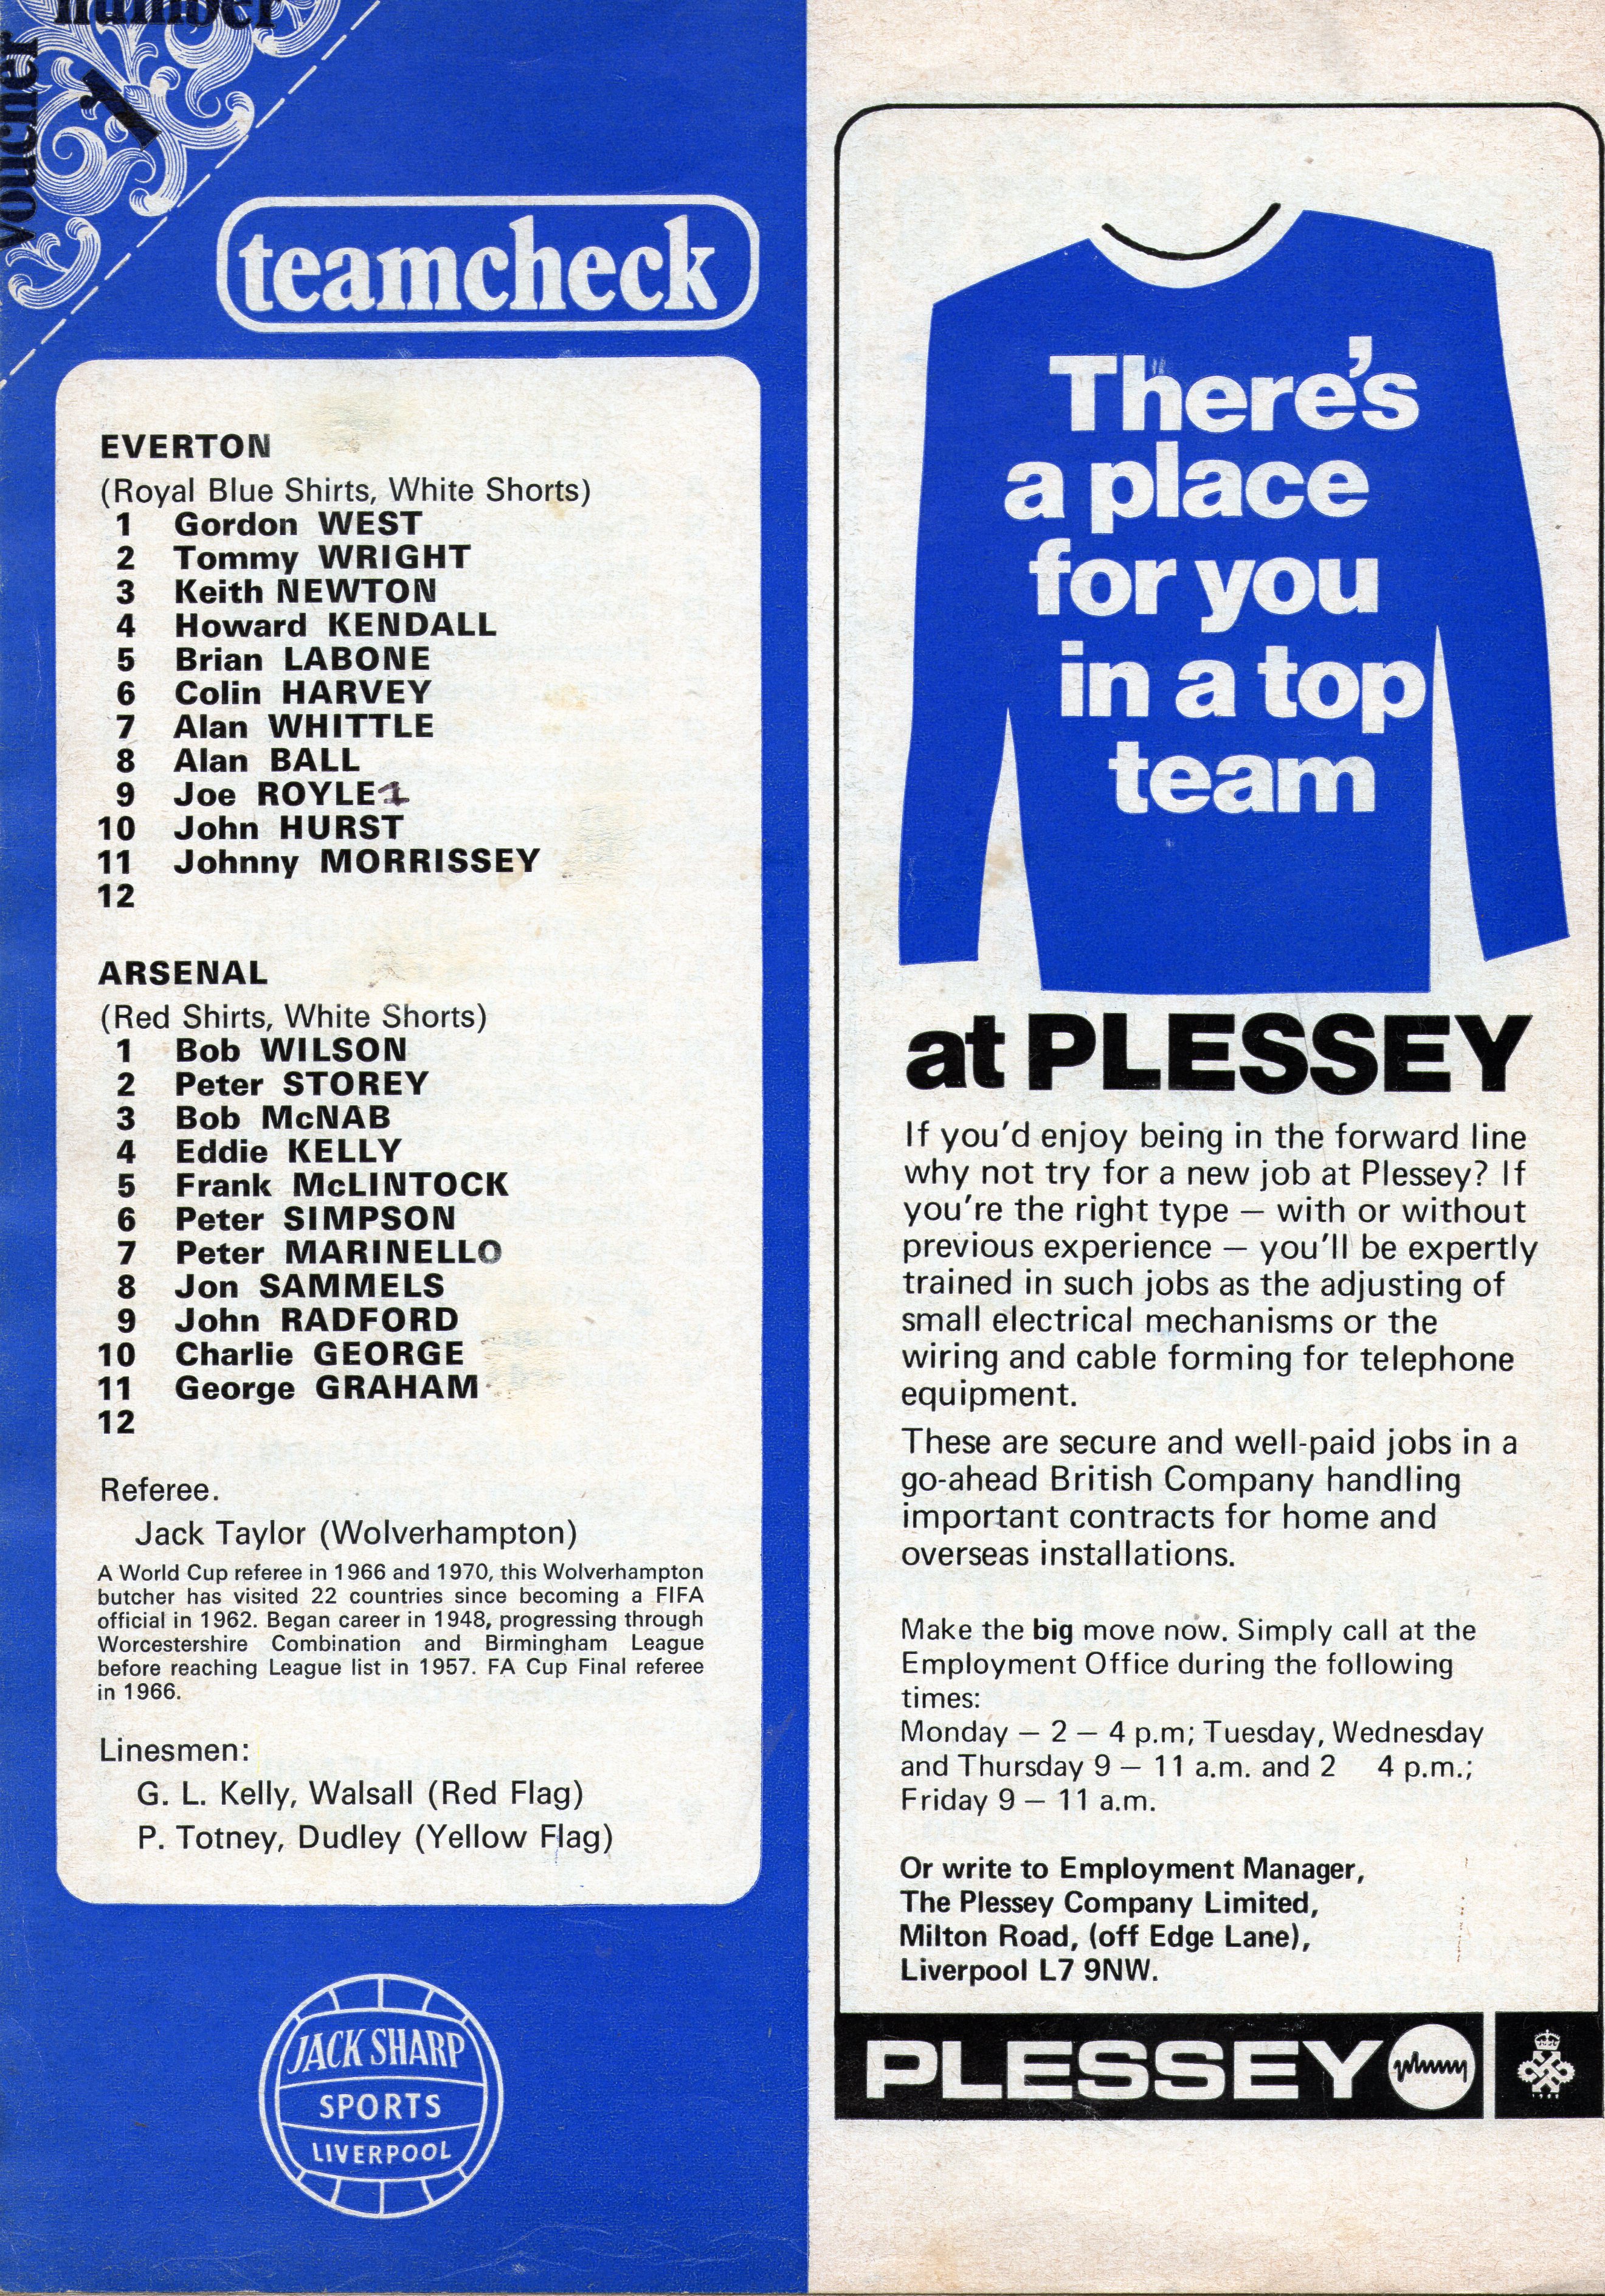 number
voucher
1
teamcheck
EVERTON
(Royal Blue Shirts, White Shorts)
1 Gordon WEST
2 Tommy WRIGHT
3 Keith NEWTON
4 Howard KENDALL
5 Brian LABONE
6 Colin HARVEY
7 Alan WHITTLE
8 Alan BALL
9 Joe ROYLE 1
10 John HURST
11 Johnny MORRISSEY
12
ARSENAL
(Red Shirts, White Shorts)
1 Bob WILSON
2 Peter STOREY
3 Bob McNAB
4 Eddie KELLY
5 Frank McLINTOCK
6 Peter SIMPSON
7 Peter MARINELLO
8 Jon SAMMELS
9 John RADFORD
10 Charlie GEORGE
11 George GRAHAM
12
Referee.
Jack Taylor (Wolverhampton)
A World Cup referee in 1966 and 1970, this Wolverhampton
butcher has visited 22 countries since becoming a FIFA
official in 1962. Began career in 1948, progressing through
Worcestershire Combination and Birmingham League
before reaching League list in 1957. FA Cup Final referee
in 1966.
Linesmen:
G. L. Kelly, Walsall (Red Flag)
P. Totney, Dudley (Yellow Flag)
JACK SHARP
SPORTS
LIVERPOOL
There's
a place
for you
in a top
team
at PLESSEY
If you'd enjoy being in the forward line
why not try for a new job at Plessey? If
you're the right type – with or without
previous experience – you'll be expertly
trained in such jobs as the adjusting of
small electrical mechanisms or the
wiring and cable forming for telephone
equipment.
These are secure and well-paid jobs in a
go-ahead British Company handling
important contracts for home and
overseas installations.
Make the big move now. Simply call at the
Employment Office during the following
times:
Monday – 2 – 4 p.m; Tuesday, Wednesday
and Thursday 9 – 11 a.m. and 2 4 p.m.;
Friday 9 – 11 a.m.
Or write to Employment Manager,
The Plessey Company Limited,
Milton Road, (off Edge Lane),
Liverpool L7 9NW.
PLESSEY